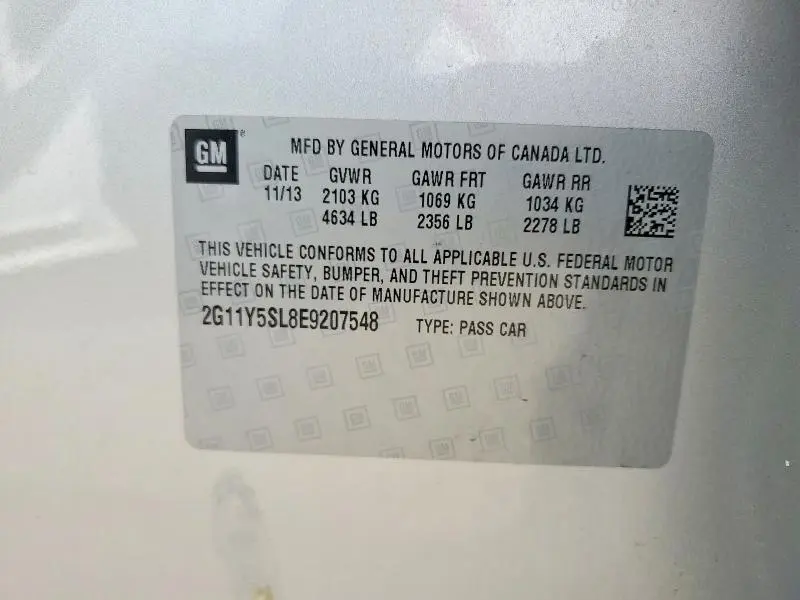 GM®
MFD BY GENERAL MOTORS OF CANADA LTD.
DATE GVWR GAWR FRT GAWR RR
11/13 2103 KG 1069 KG 1034 KG
4634 LB 2356 LB 2278 LB
THIS VEHICLE CONFORMS TO ALL APPLICABLE U.S. FEDERAL MOTOR
VEHICLE SAFETY, BUMPER, AND THEFT PREVENTION STANDARDS IN
EFFECT ON THE DATE OF MANUFACTURE SHOWN ABOVE.
2G11Y5SL8E9207548 TYPE: PASS CAR